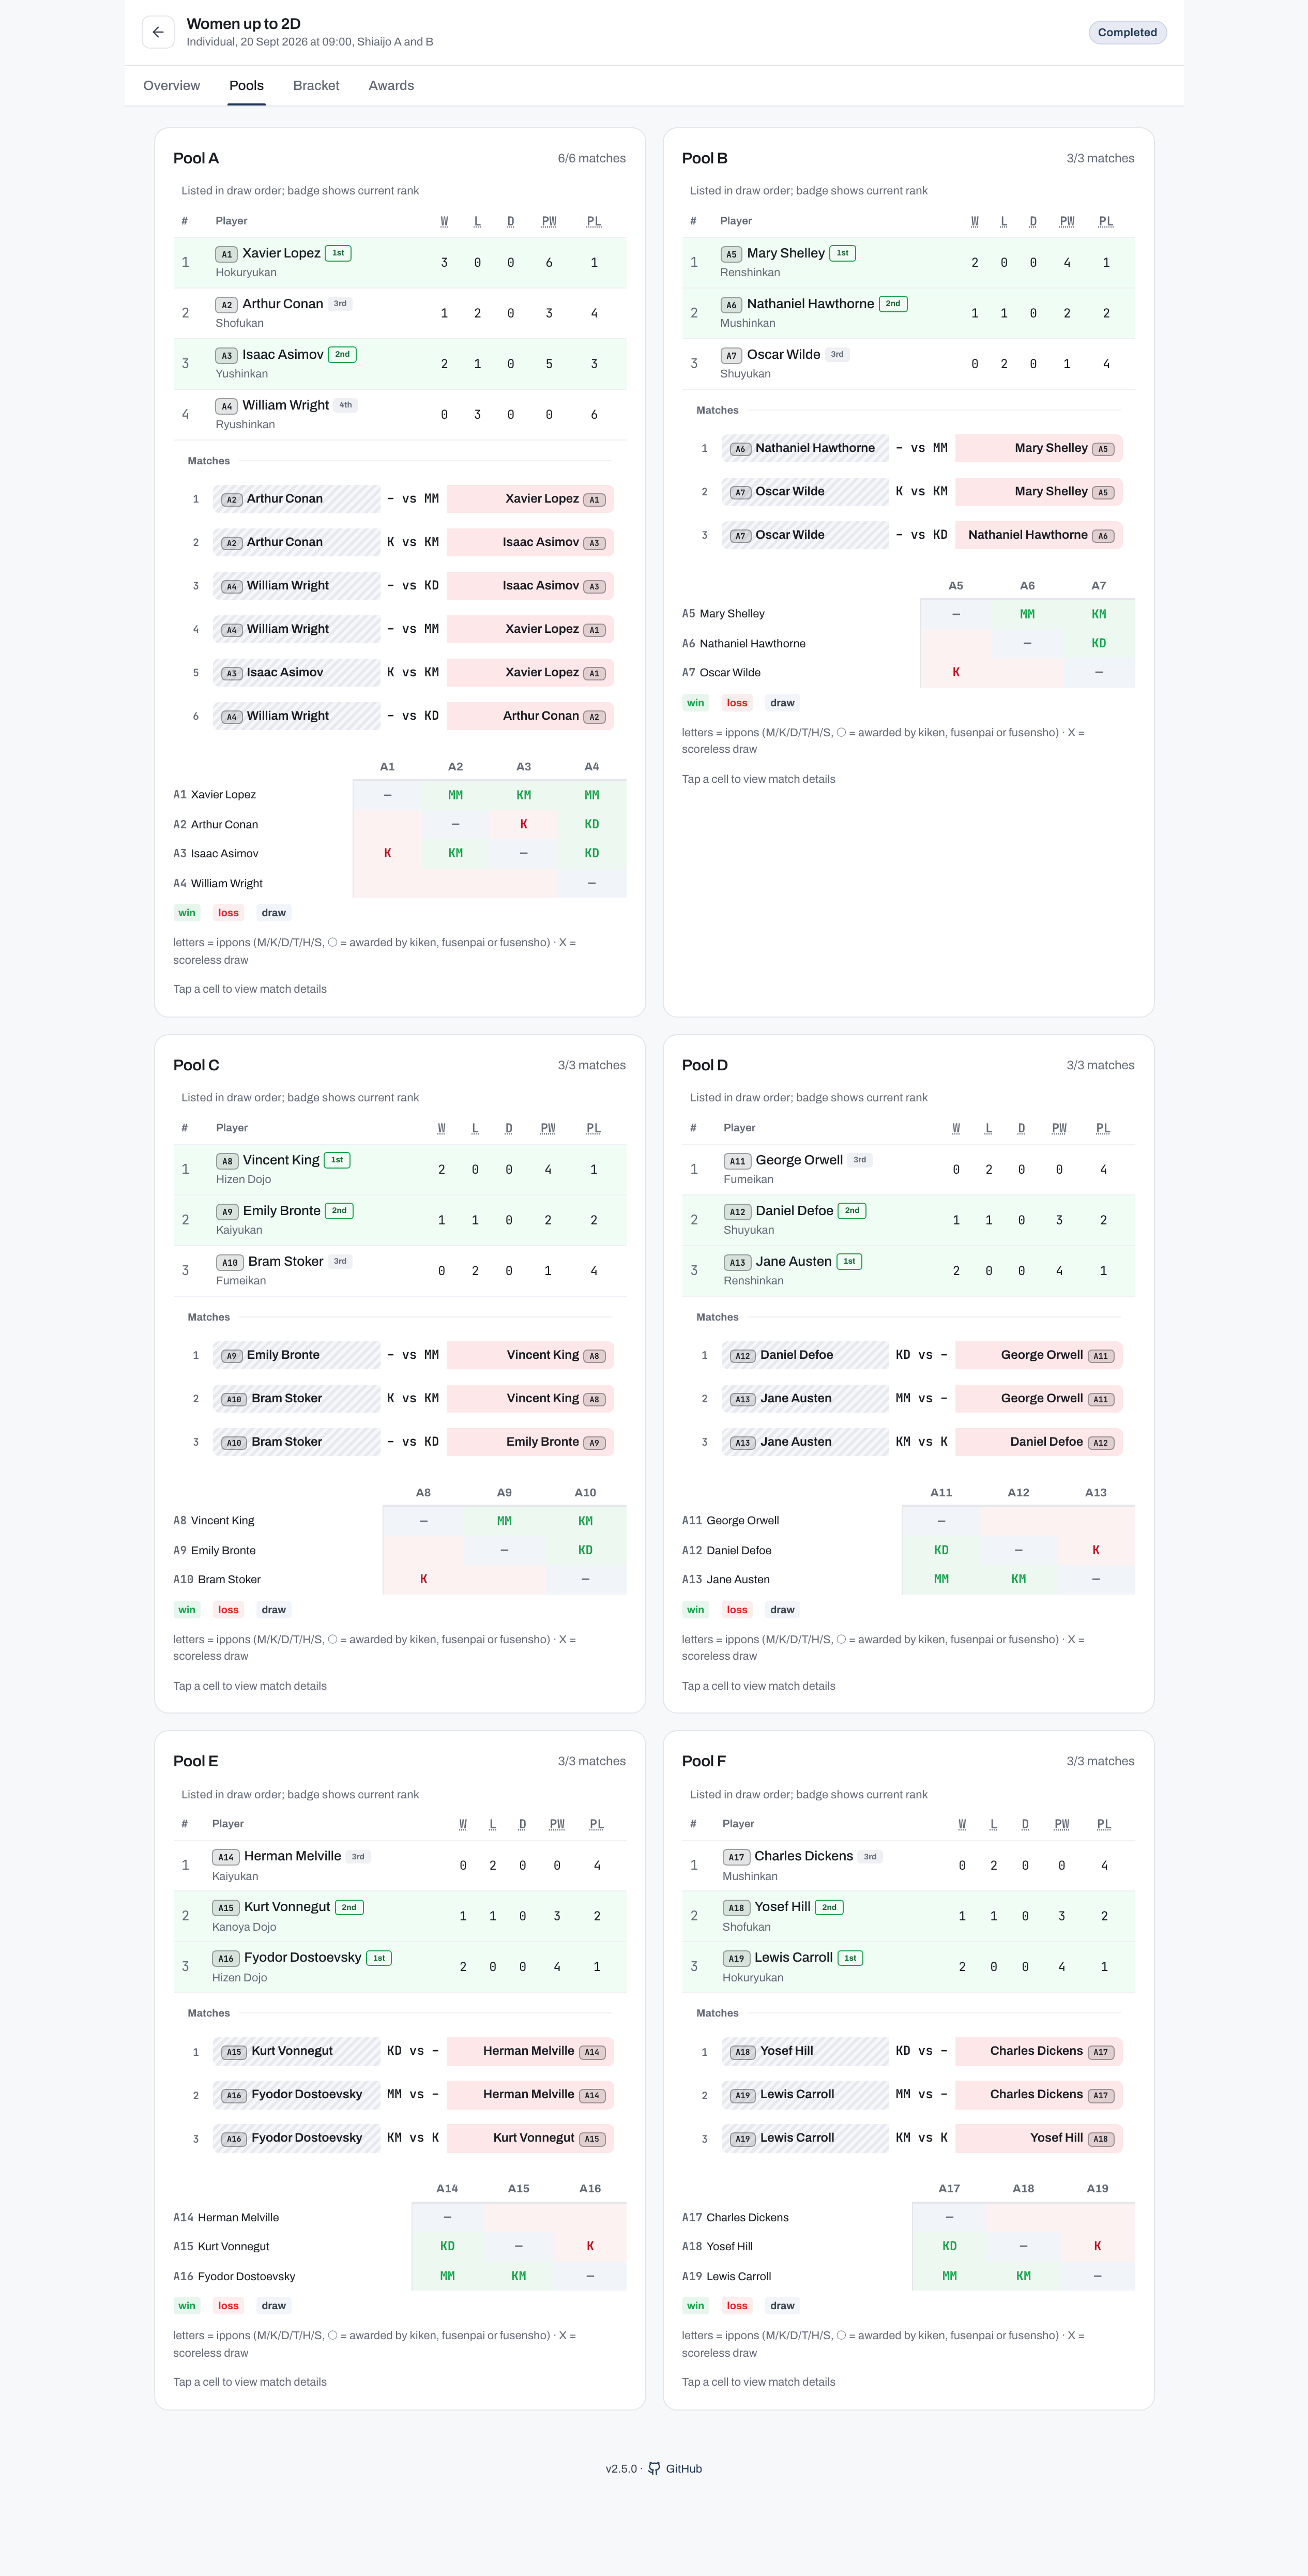 Women up to 2D
Individual, 20 Sept 2026 at 09:00, Shiaijo A and B
Completed
Overview Pools Bracket Awards
Pool A 6/6 matches
Listed in draw order; badge shows current rank
# Player W L D PW PL
1 A1 Xavier Lopez 1st 3 0 0 6 1
Hokuryukan
2 A2 Arthur Conan 3rd 1 2 0 3 4
Shofukan
3 A3 Isaac Asimov 2nd 2 1 0 5 3
Yushinkan
4 A4 William Wright 4th 0 3 0 0 6
Ryushinkan
Matches
1 A2 Arthur Conan – vs MM Xavier Lopez A1
2 A2 Arthur Conan K vs KM Isaac Asimov A3
3 A4 William Wright – vs KD Isaac Asimov A3
4 A4 William Wright – vs MM Xavier Lopez A1
5 A3 Isaac Asimov K vs KM Xavier Lopez A1
6 A4 William Wright – vs KD Arthur Conan A2
A1 A2 A3 A4
A1 Xavier Lopez – MM KM MM
A2 Arthur Conan – K KD
A3 Isaac Asimov K KM – KD
A4 William Wright –
win loss draw
letters = ippons (M/K/D/T/H/S, ○ = awarded by kiken, fusenpai or fusensho) · X =
scoreless draw
Tap a cell to view match details
Pool B 3/3 matches
Listed in draw order; badge shows current rank
# Player W L D PW PL
1 A5 Mary Shelley 1st 2 0 0 4 1
Renshinkan
2 A6 Nathaniel Hawthorne 2nd 1 1 0 2 2
Mushinkan
3 A7 Oscar Wilde 3rd 0 2 0 1 4
Shuyukan
Matches
1 A6 Nathaniel Hawthorne – vs MM Mary Shelley A5
2 A7 Oscar Wilde K vs KM Mary Shelley A5
3 A7 Oscar Wilde – vs KD Nathaniel Hawthorne A6
A5 A6 A7
A5 Mary Shelley – MM KM
A6 Nathaniel Hawthorne – KD
A7 Oscar Wilde K –
win loss draw
letters = ippons (M/K/D/T/H/S, ○ = awarded by kiken, fusenpai or fusensho) · X =
scoreless draw
Tap a cell to view match details
Pool C 3/3 matches
Listed in draw order; badge shows current rank
# Player W L D PW PL
1 A8 Vincent King 1st 2 0 0 4 1
Hizen Dojo
2 A9 Emily Bronte 2nd 1 1 0 2 2
Kaiyukan
3 A10 Bram Stoker 3rd 0 2 0 1 4
Fumeikan
Matches
1 A9 Emily Bronte – vs MM Vincent King A8
2 A10 Bram Stoker K vs KM Vincent King A8
3 A10 Bram Stoker – vs KD Emily Bronte A9
A8 A9 A10
A8 Vincent King – MM KM
A9 Emily Bronte – KD
A10 Bram Stoker K –
win loss draw
letters = ippons (M/K/D/T/H/S, ○ = awarded by kiken, fusenpai or fusensho) · X =
scoreless draw
Tap a cell to view match details
Pool D 3/3 matches
Listed in draw order; badge shows current rank
# Player W L D PW PL
1 A11 George Orwell 3rd 0 2 0 0 4
Fumeikan
2 A12 Daniel Defoe 2nd 1 1 0 3 2
Shuyukan
3 A13 Jane Austen 1st 2 0 0 4 1
Renshinkan
Matches
1 A12 Daniel Defoe KD vs – George Orwell A11
2 A13 Jane Austen MM vs – George Orwell A11
3 A13 Jane Austen KM vs K Daniel Defoe A12
A11 A12 A13
A11 George Orwell –
A12 Daniel Defoe KD – K
A13 Jane Austen MM KM –
win loss draw
letters = ippons (M/K/D/T/H/S, ○ = awarded by kiken, fusenpai or fusensho) · X =
scoreless draw
Tap a cell to view match details
Pool E 3/3 matches
Listed in draw order; badge shows current rank
# Player W L D PW PL
1 A14 Herman Melville 3rd 0 2 0 0 4
Kaiyukan
2 A15 Kurt Vonnegut 2nd 1 1 0 3 2
Kanoya Dojo
3 A16 Fyodor Dostoevsky 1st 2 0 0 4 1
Hizen Dojo
Matches
1 A15 Kurt Vonnegut KD vs – Herman Melville A14
2 A16 Fyodor Dostoevsky MM vs – Herman Melville A14
3 A16 Fyodor Dostoevsky KM vs K Kurt Vonnegut A15
A14 A15 A16
A14 Herman Melville –
A15 Kurt Vonnegut KD – K
A16 Fyodor Dostoevsky MM KM –
win loss draw
letters = ippons (M/K/D/T/H/S, ○ = awarded by kiken, fusenpai or fusensho) · X =
scoreless draw
Tap a cell to view match details
Pool F 3/3 matches
Listed in draw order; badge shows current rank
# Player W L D PW PL
1 A17 Charles Dickens 3rd 0 2 0 0 4
Mushinkan
2 A18 Yosef Hill 2nd 1 1 0 3 2
Shofukan
3 A19 Lewis Carroll 1st 2 0 0 4 1
Hokuryukan
Matches
1 A18 Yosef Hill KD vs – Charles Dickens A17
2 A19 Lewis Carroll MM vs – Charles Dickens A17
3 A19 Lewis Carroll KM vs K Yosef Hill A18
A17 A18 A19
A17 Charles Dickens –
A18 Yosef Hill KD – K
A19 Lewis Carroll MM KM –
win loss draw
letters = ippons (M/K/D/T/H/S, ○ = awarded by kiken, fusenpai or fusensho) · X =
scoreless draw
Tap a cell to view match details
v2.5.0 · GitHub